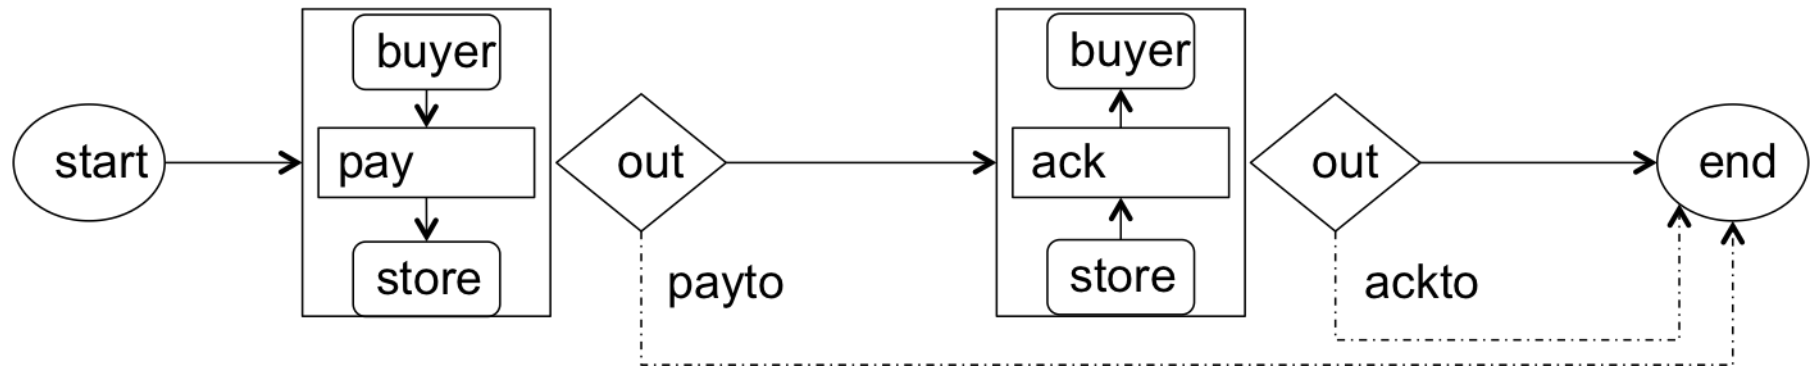 start
buyer
pay
store
out
payto
buyer
ack
store
out
ackto
end